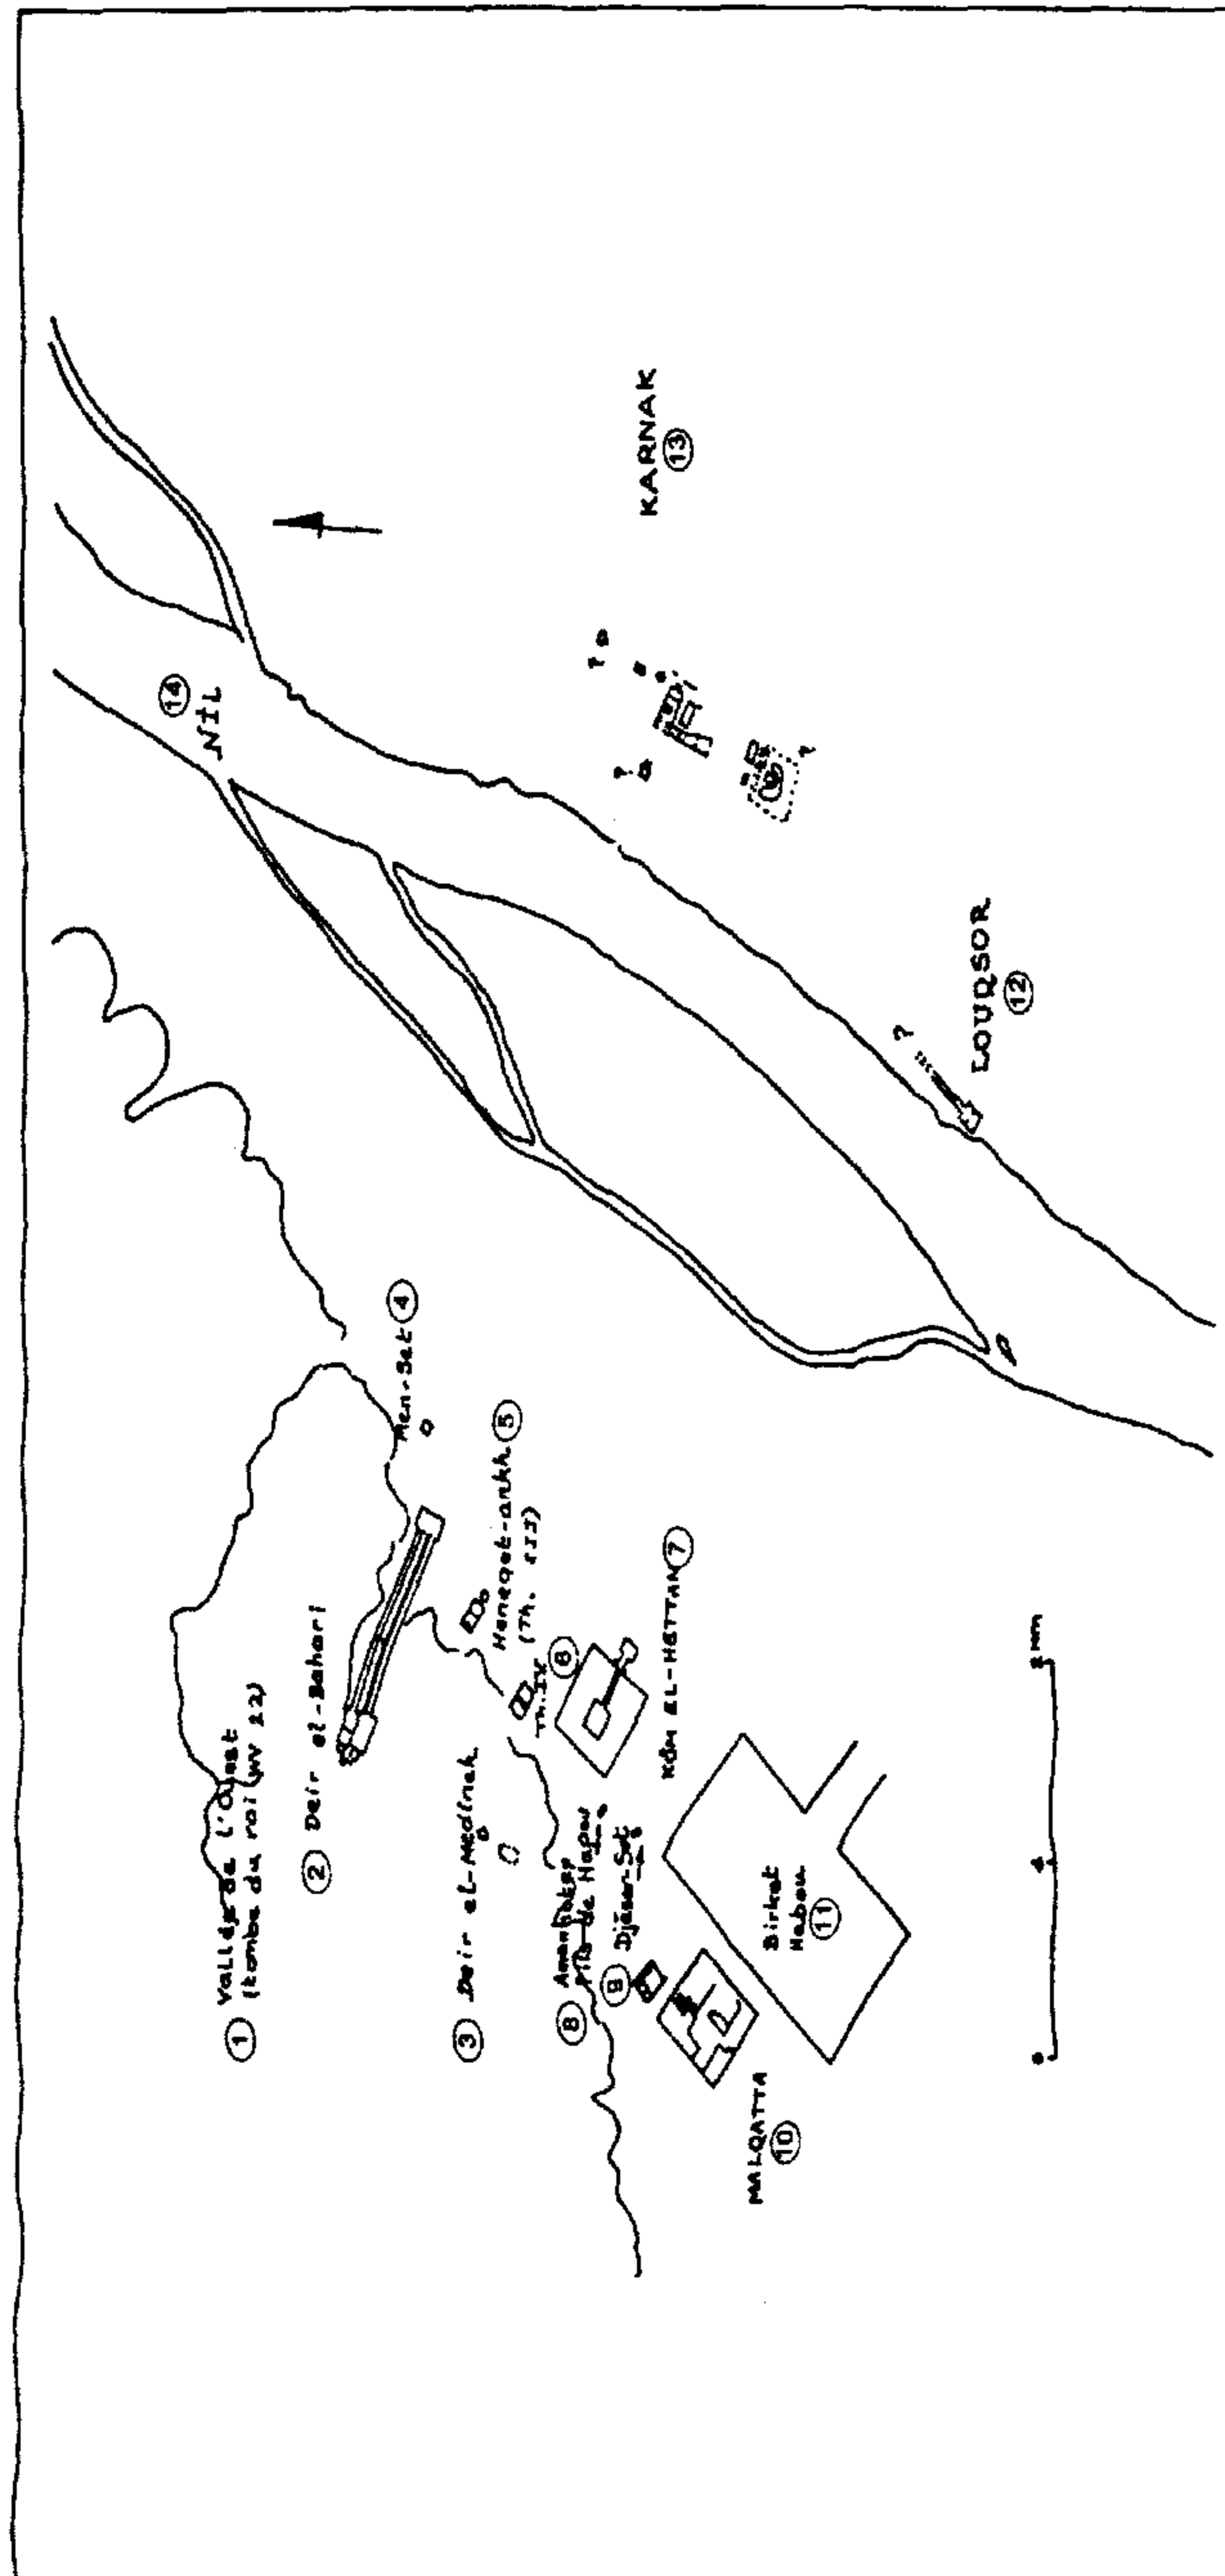 ① Vallée de l'Ouest
(tombe du roi WV 22)
② Deir el-Bahari
③ Deir el-Medineh
Men-Set ④
Heneqet-ankh ⑤
(Th. III)
Th. IV ⑥
KÔM EL-HETTAN ⑦
⑧ Amenhotep
fils de Hapou
⑨ Djéser-Set
MALQATTA
⑩
Birket
Habou
⑪
LOUQSOR
⑫
?
KARNAK
⑬
?
?
?
⑭
NIL
0 1 2 km